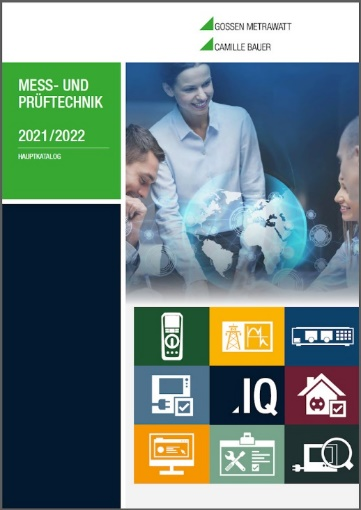 GOSSEN METRAWATT
CAMILLE BAUER
MESS- UND
PRÜFTECHNIK
2021/2022
HAUPTKATALOG
.IQ